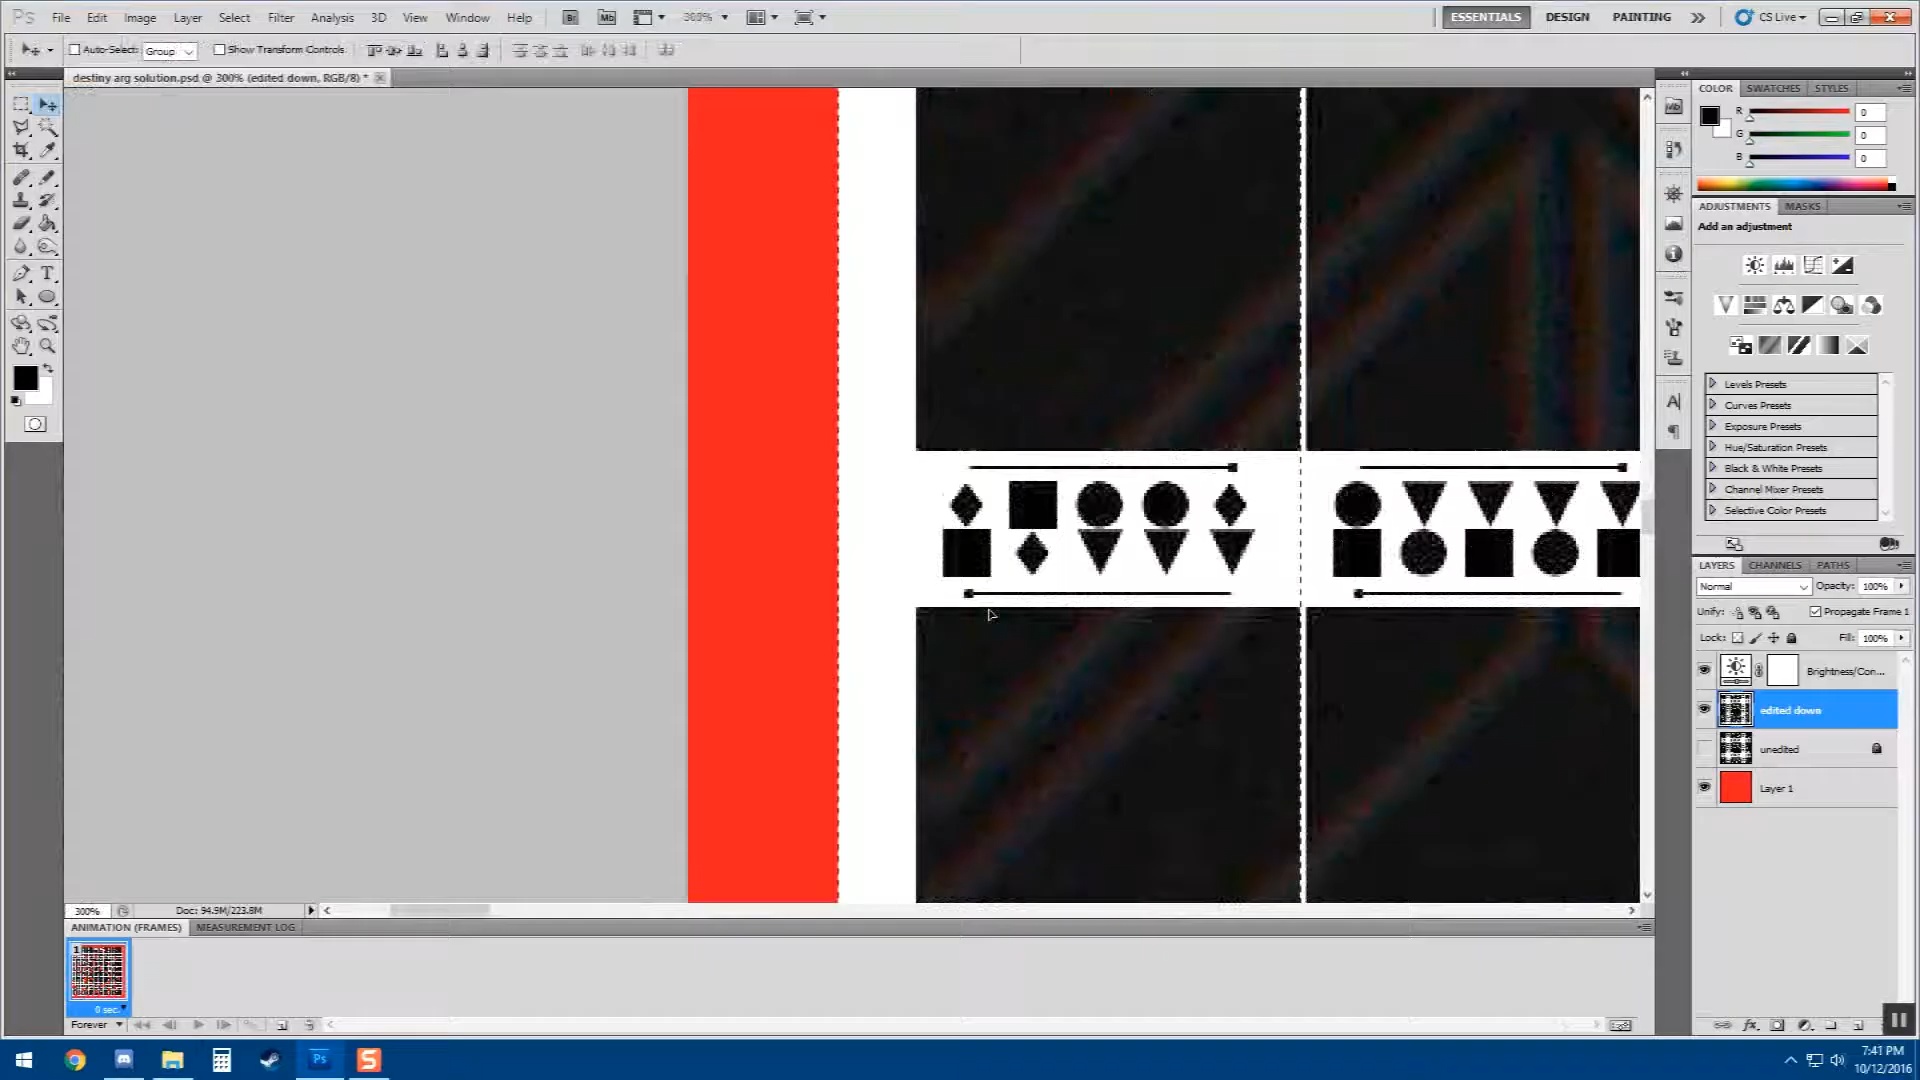 Ps File Edit Image Layer Select Filter Analysis 3D View Window Help Br Mb 300% ESSENTIALS DESIGN PAINTING CS Live
Auto-Select: Group Show Transform Controls
destiny arg solution.psd @ 300% (edited down, RGB/8) *
COLOR SWATCHES STYLES
R 0
G 0
B 0
ADJUSTMENTS MASKS
Add an adjustment
Levels Presets
Curves Presets
Exposure Presets
Hue/Saturation Presets
Black & White Presets
Channel Mixer Presets
Selective Color Presets
LAYERS CHANNELS PATHS
Normal Opacity: 100%
Unify: Propagate Frame 1
Lock: Fill: 100%
Brightness/Con...
edited down
unedited
Layer 1
300% Doc: 94.9M/223.8M
ANIMATION (FRAMES) MEASUREMENT LOG
1
0 sec.
Forever
Ps S
7:41 PM
10/12/2016